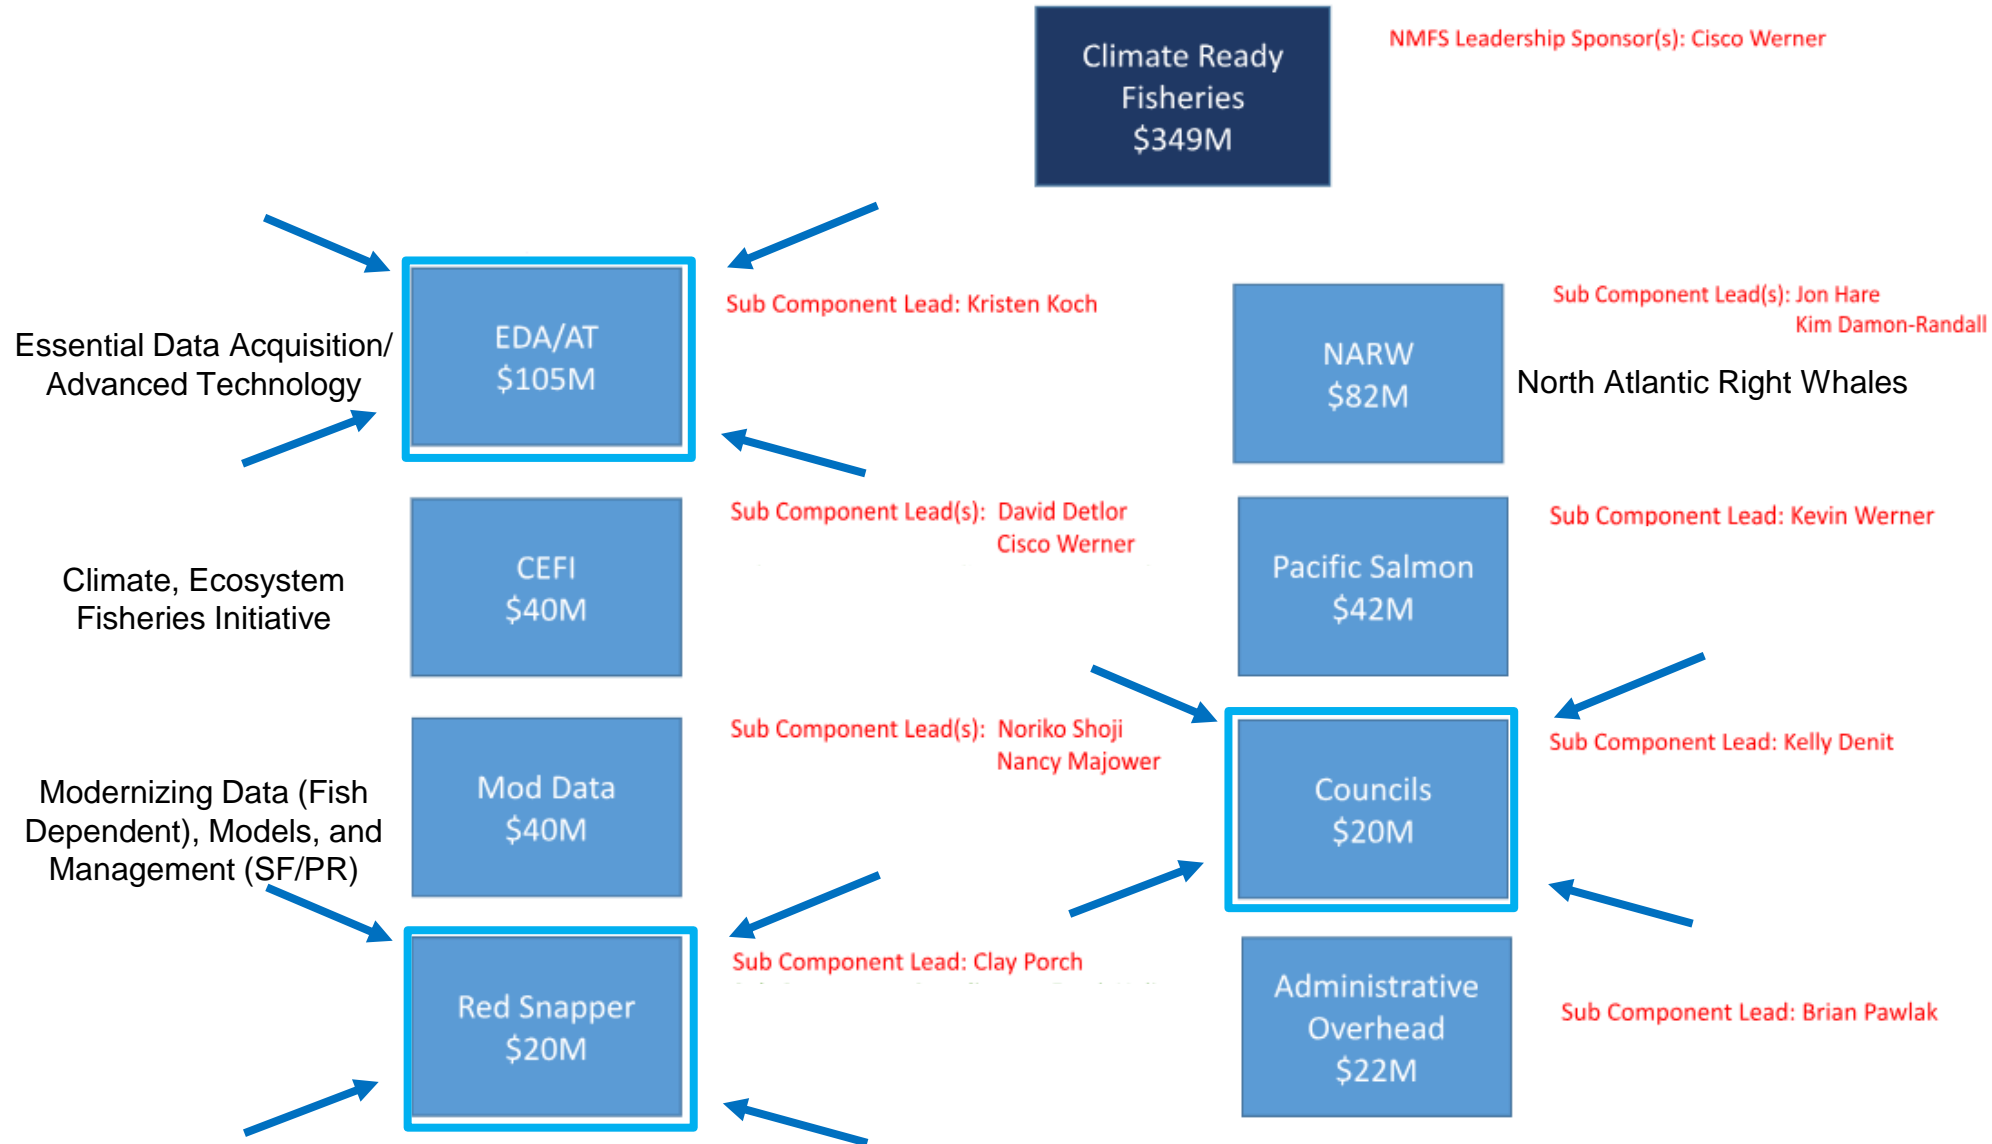 Climate Ready
Fisheries
$349M
NMFS Leadership Sponsor(s): Cisco Werner
Essential Data Acquisition/
Advanced Technology
EDA/AT
$105M
Sub Component Lead: Kristen Koch
NARW
$82M
Sub Component Lead(s): Jon Hare
Kim Damon-Randall
North Atlantic Right Whales
Climate, Ecosystem
Fisheries Initiative
CEFI
$40M
Sub Component Lead(s): David Detlor
Cisco Werner
Pacific Salmon
$42M
Sub Component Lead: Kevin Werner
Modernizing Data (Fish
Dependent), Models, and
Management (SF/PR)
Mod Data
$40M
Sub Component Lead(s): Noriko Shoji
Nancy Majower
Councils
$20M
Sub Component Lead: Kelly Denit
Red Snapper
$20M
Sub Component Lead: Clay Porch
Administrative
Overhead
$22M
Sub Component Lead: Brian Pawlak